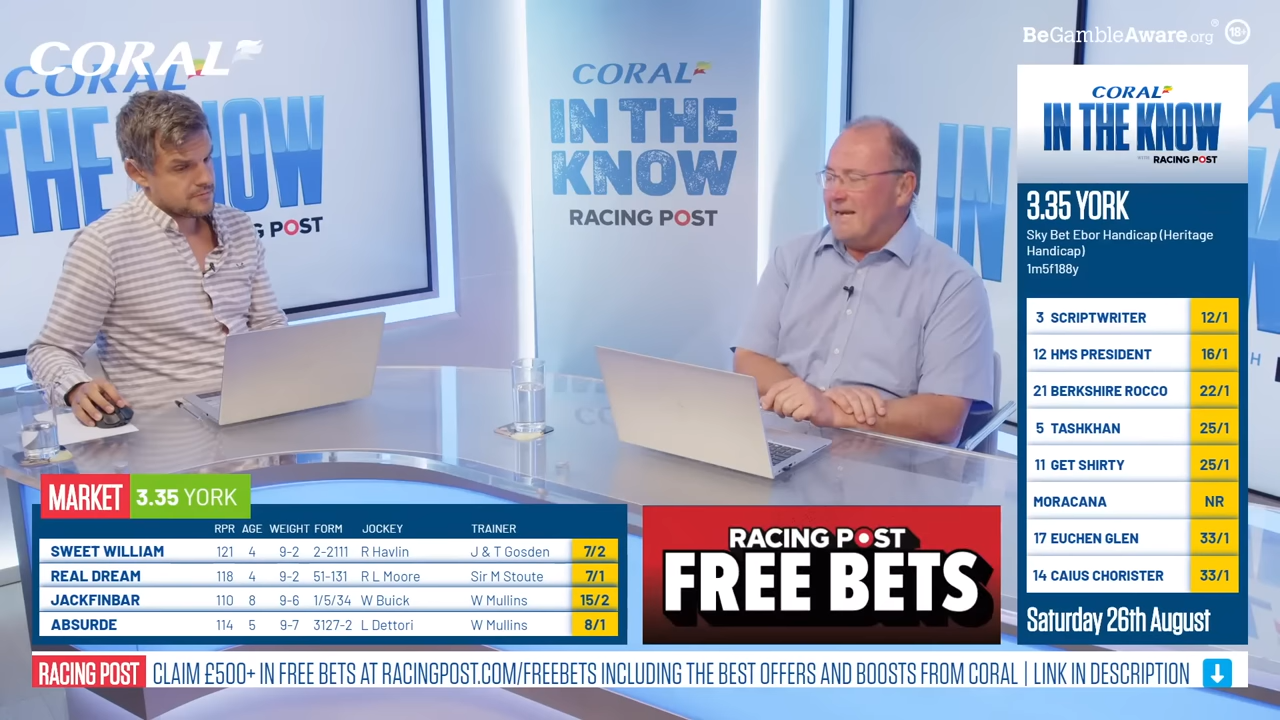 CORAL
CORAL
THE KNOW
G POST
CORAL
IN THE
KNOW
RACING POST
IN
BeGambleAware.org®
18+
CORAL
IN THE KNOW
WITH RACING POST
3.35 YORK
Sky Bet Ebor Handicap (Heritage
Handicap)
1m5f188y
3 SCRIPTWRITER 12/1
12 HMS PRESIDENT 16/1
21 BERKSHIRE ROCCO 22/1
5 TASHKHAN 25/1
11 GET SHIRTY 25/1
MORACANA NR
17 EUCHEN GLEN 33/1
14 CAIUS CHORISTER 33/1
Saturday 26th August
MARKET 3.35 YORK
RPR AGE WEIGHT FORM JOCKEY TRAINER
SWEET WILLIAM 121 4 9-2 2-2111 R Havlin J & T Gosden 7/2
REAL DREAM 118 4 9-2 51-131 R L Moore Sir M Stoute 7/1
JACKFINBAR 110 8 9-6 1/5/34 W Buick W Mullins 15/2
ABSURDE 114 5 9-7 3127-2 L Dettori W Mullins 8/1
RACING POST
FREE BETS
RACING POST CLAIM £500+ IN FREE BETS AT RACINGPOST.COM/FREEBETS INCLUDING THE BEST OFFERS AND BOOSTS FROM CORAL | LINK IN DESCRIPTION